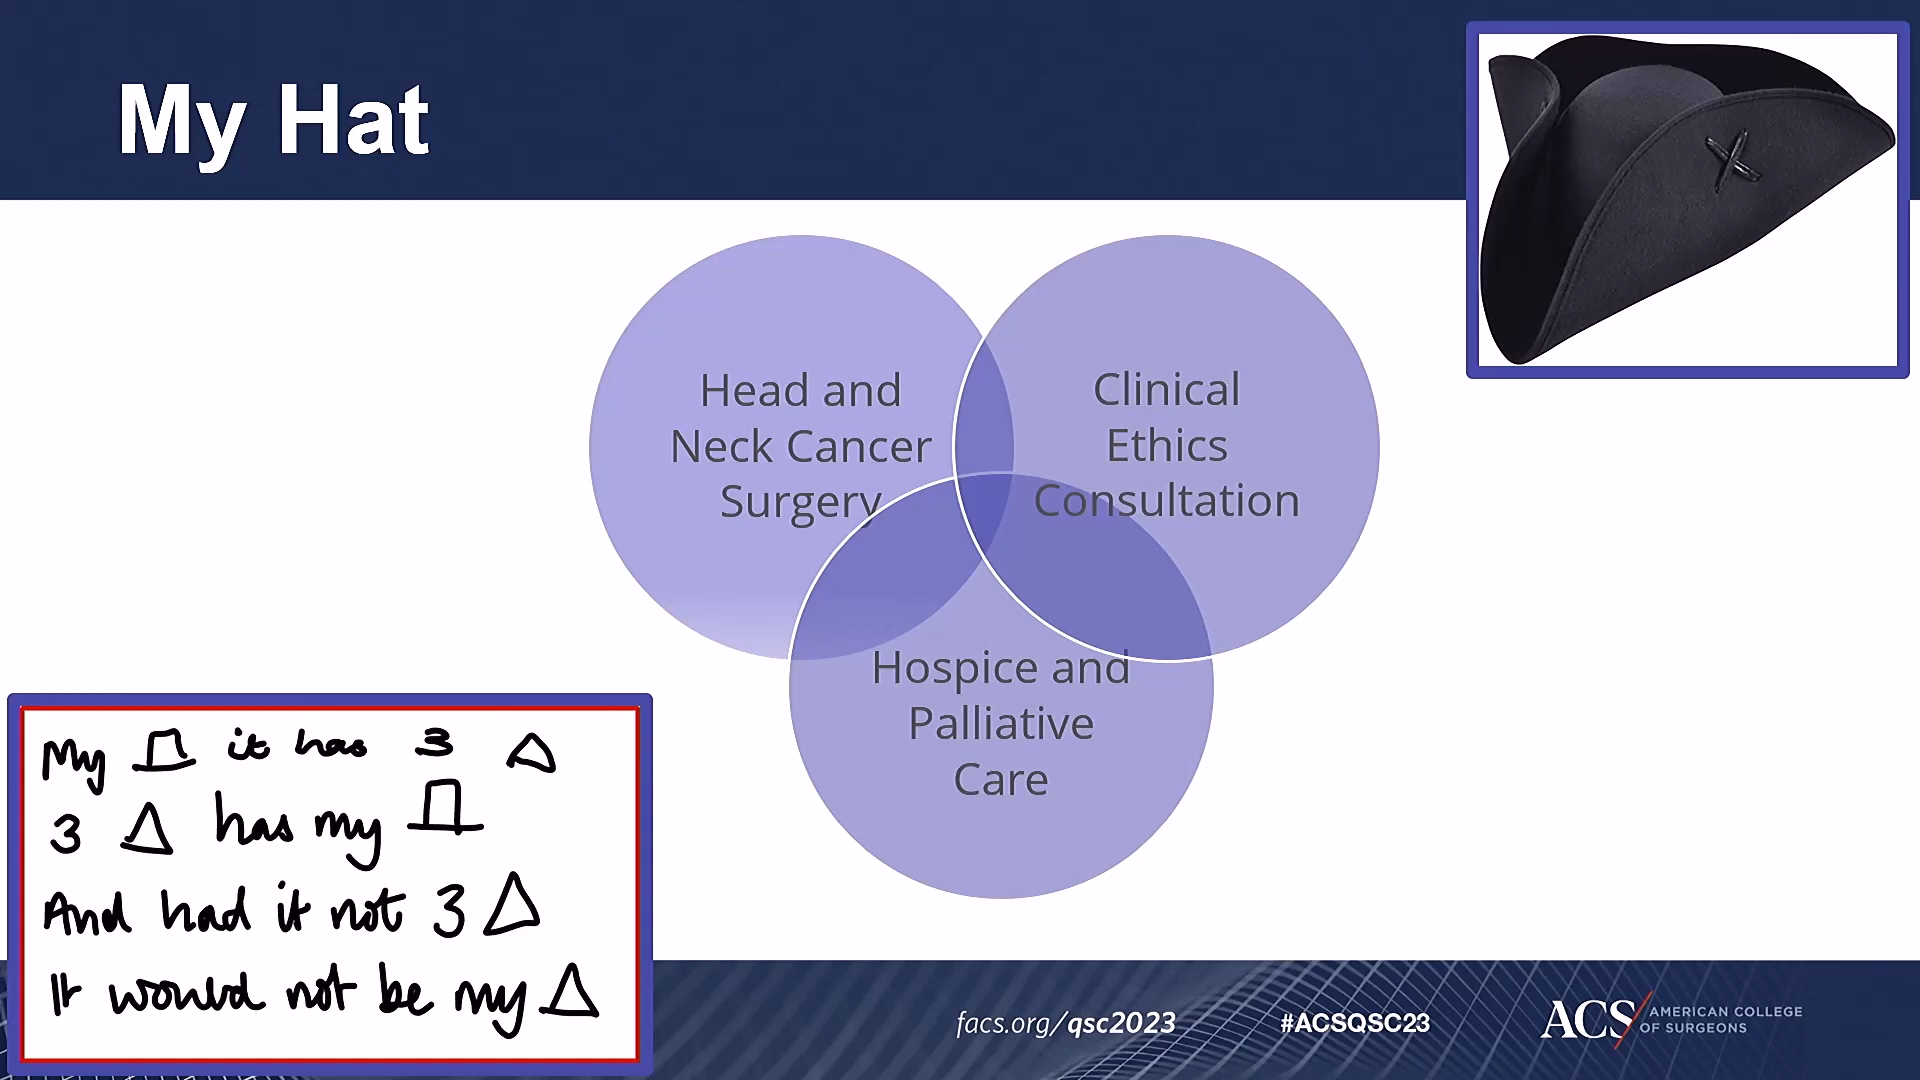 My Hat
Head and
Neck Cancer
Surgery
Clinical
Ethics
Consultation
Hospice and
Palliative
Care
My it has 3
3 has my
And had it not 3
It would not be my
facs.org/qsc2023
#ACSQSC23
ACS
AMERICAN COLLEGE
OF SURGEONS